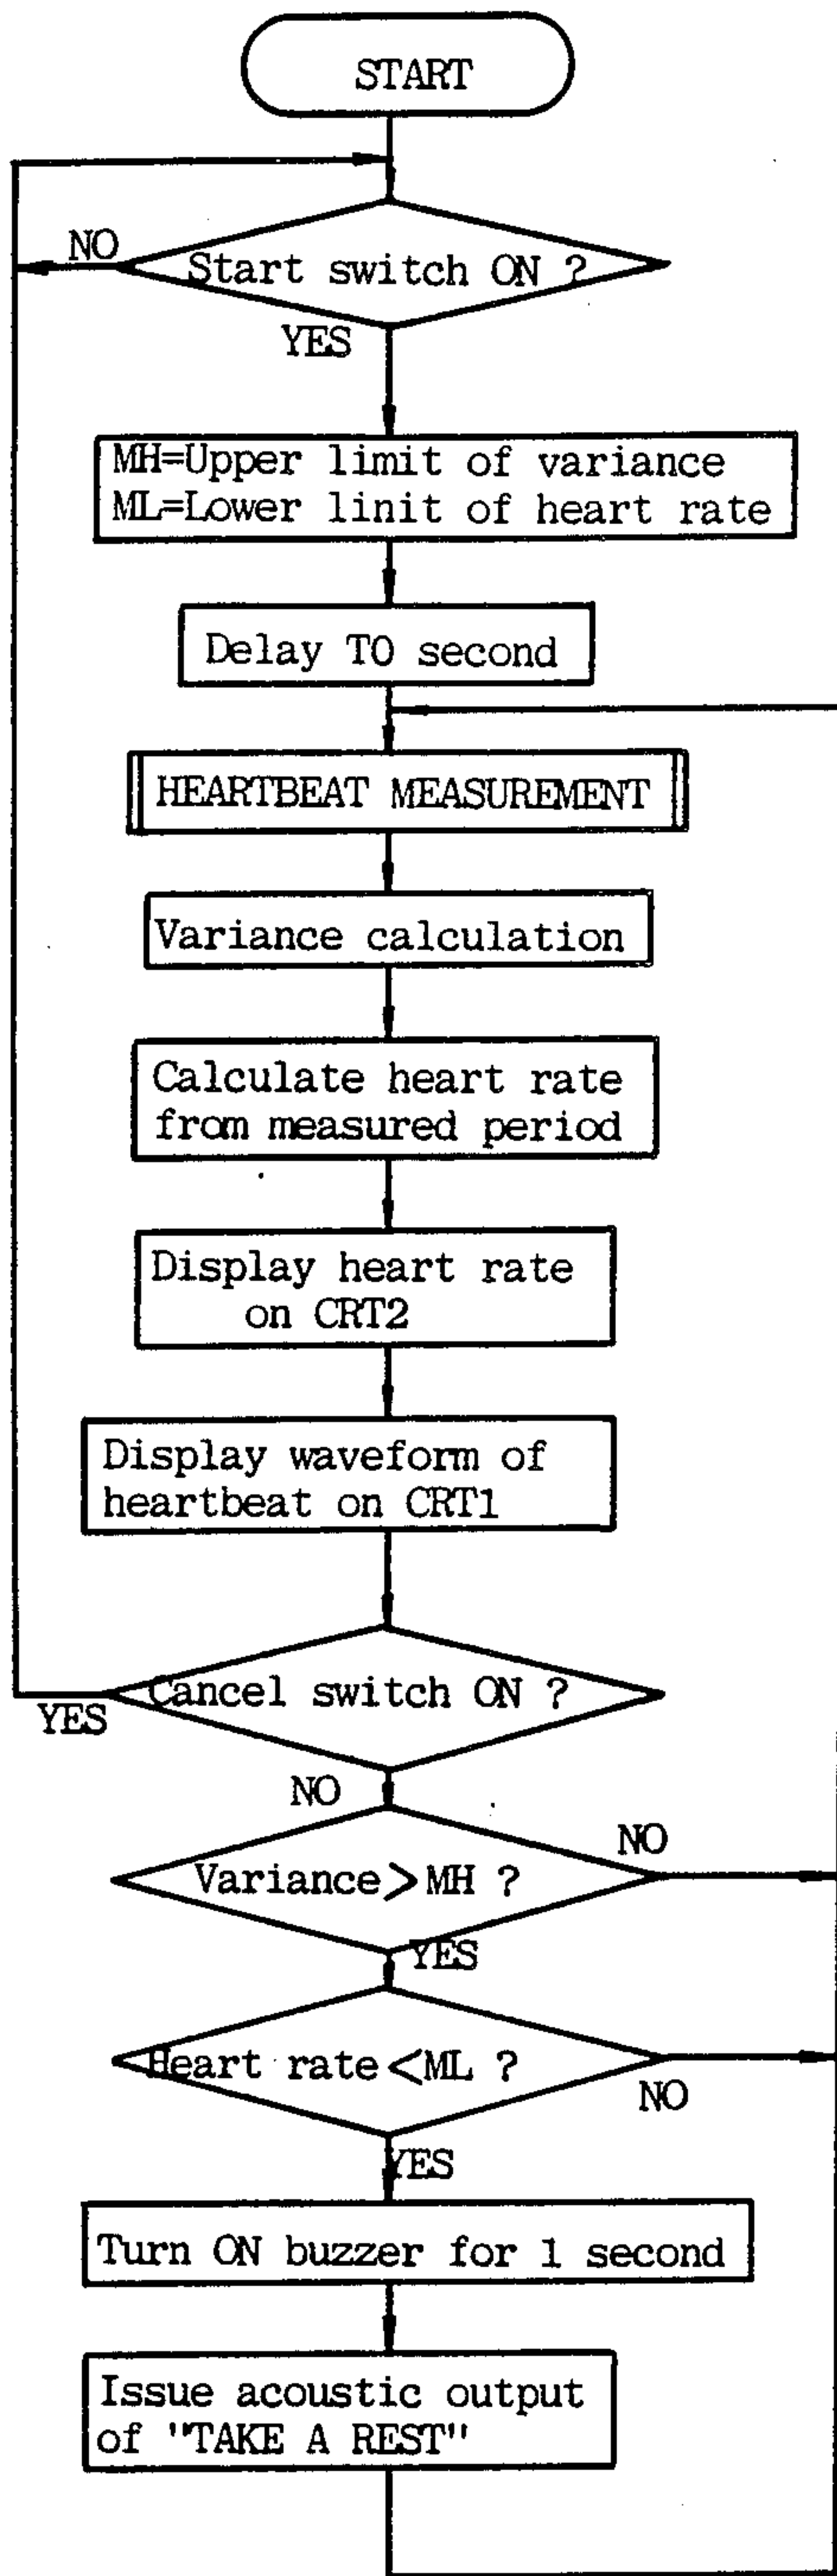 START
NO
Start switch ON ?
YES
MH=Upper limit of variance
ML=Lower linit of heart rate
Delay TO second
HEARTBEAT MEASUREMENT
Variance calculation
Calculate heart rate
from measured period
Display heart rate
on CRT2
Display waveform of
heartbeat on CRT1
Cancel switch ON ?
YES
NO
NO
Variance>MH ?
YES
Heart rate<ML ?
NO
YES
Turn ON buzzer for 1 second
Issue acoustic output
of "TAKE A REST"